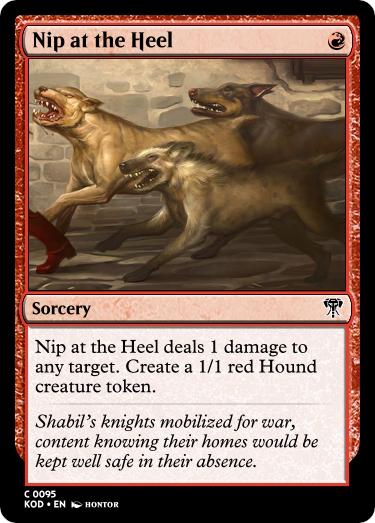 Nip at the Heel
Sorcery
Nip at the Heel deals 1 damage to
any target. Create a 1/1 red Hound
creature token.
Shabil's knights mobilized for war,
content knowing their homes would be
kept well safe in their absence.
C 0095
KOD • EN HONTOR